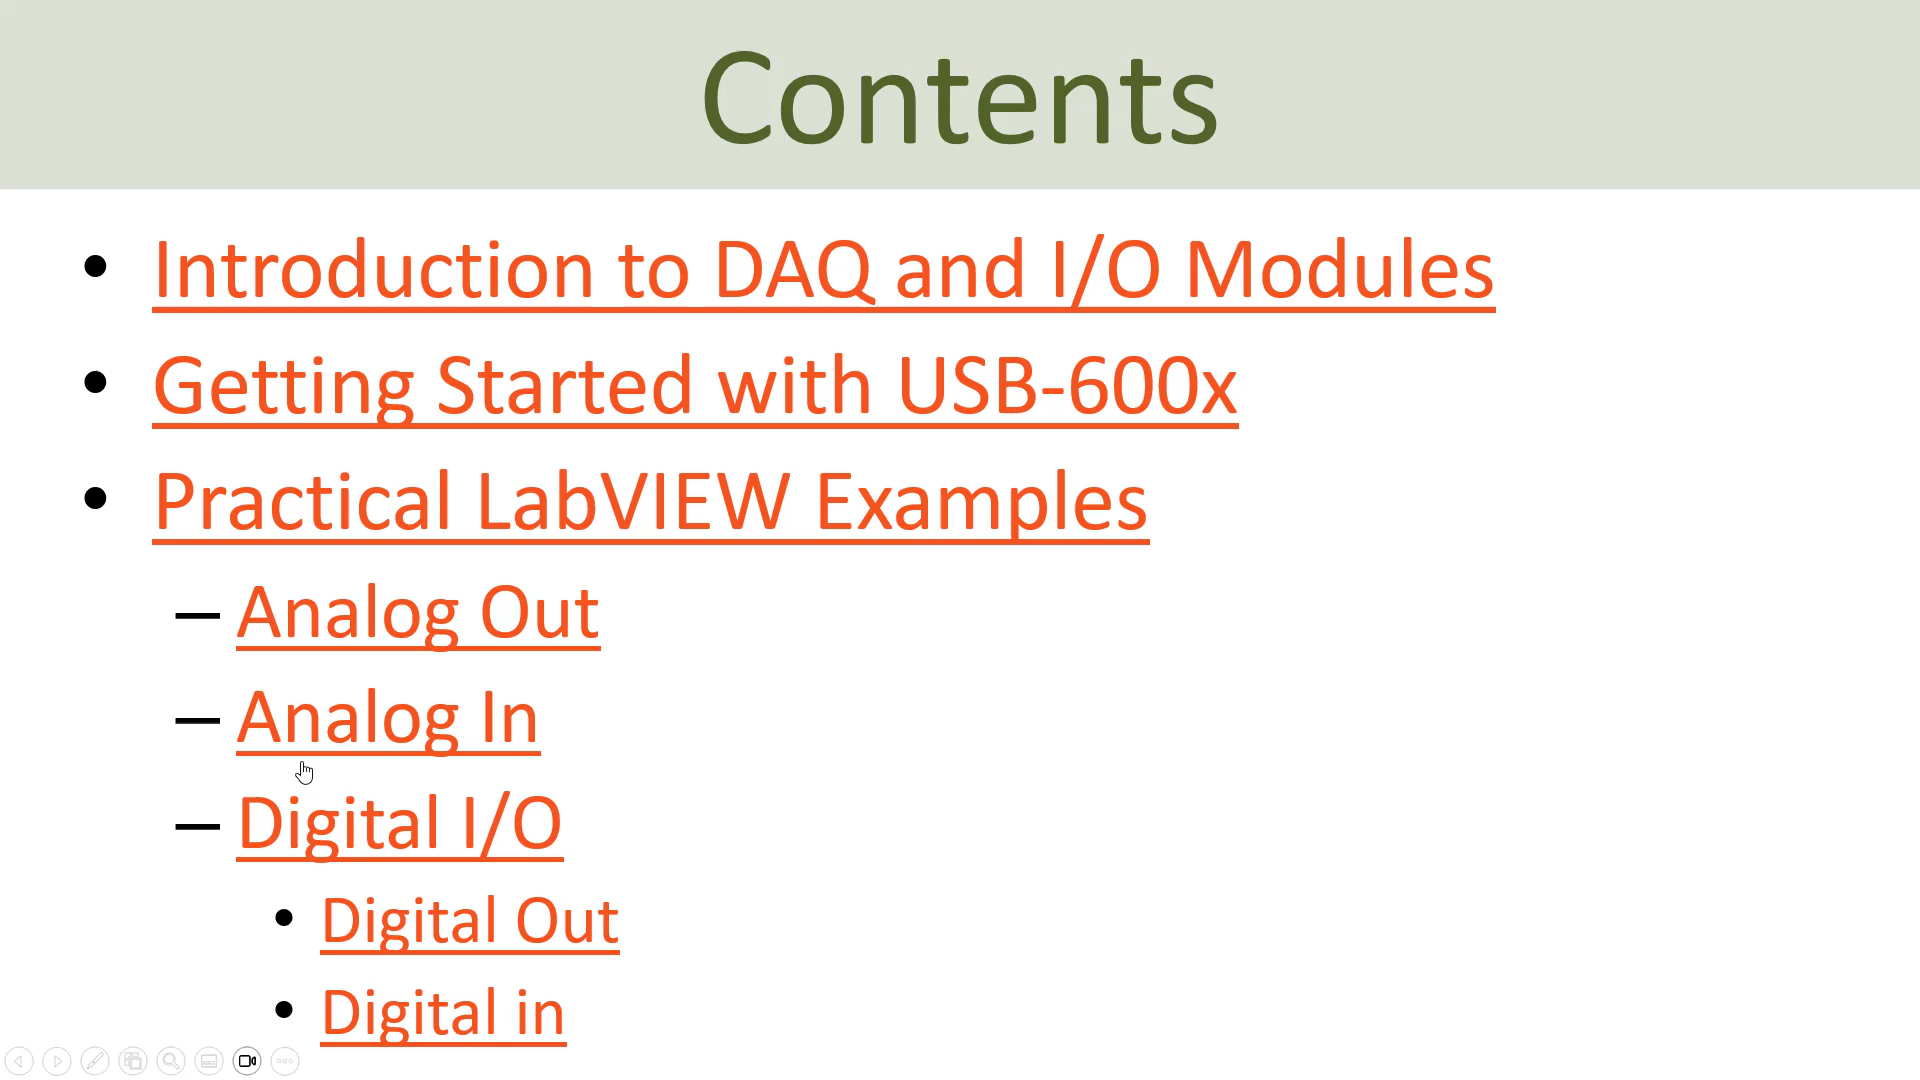 Contents
• Introduction to DAQ and I/O Modules
• Getting Started with USB-600x
• Practical LabVIEW Examples
– Analog Out
– Analog In
– Digital I/O
• Digital Out
• Digital in